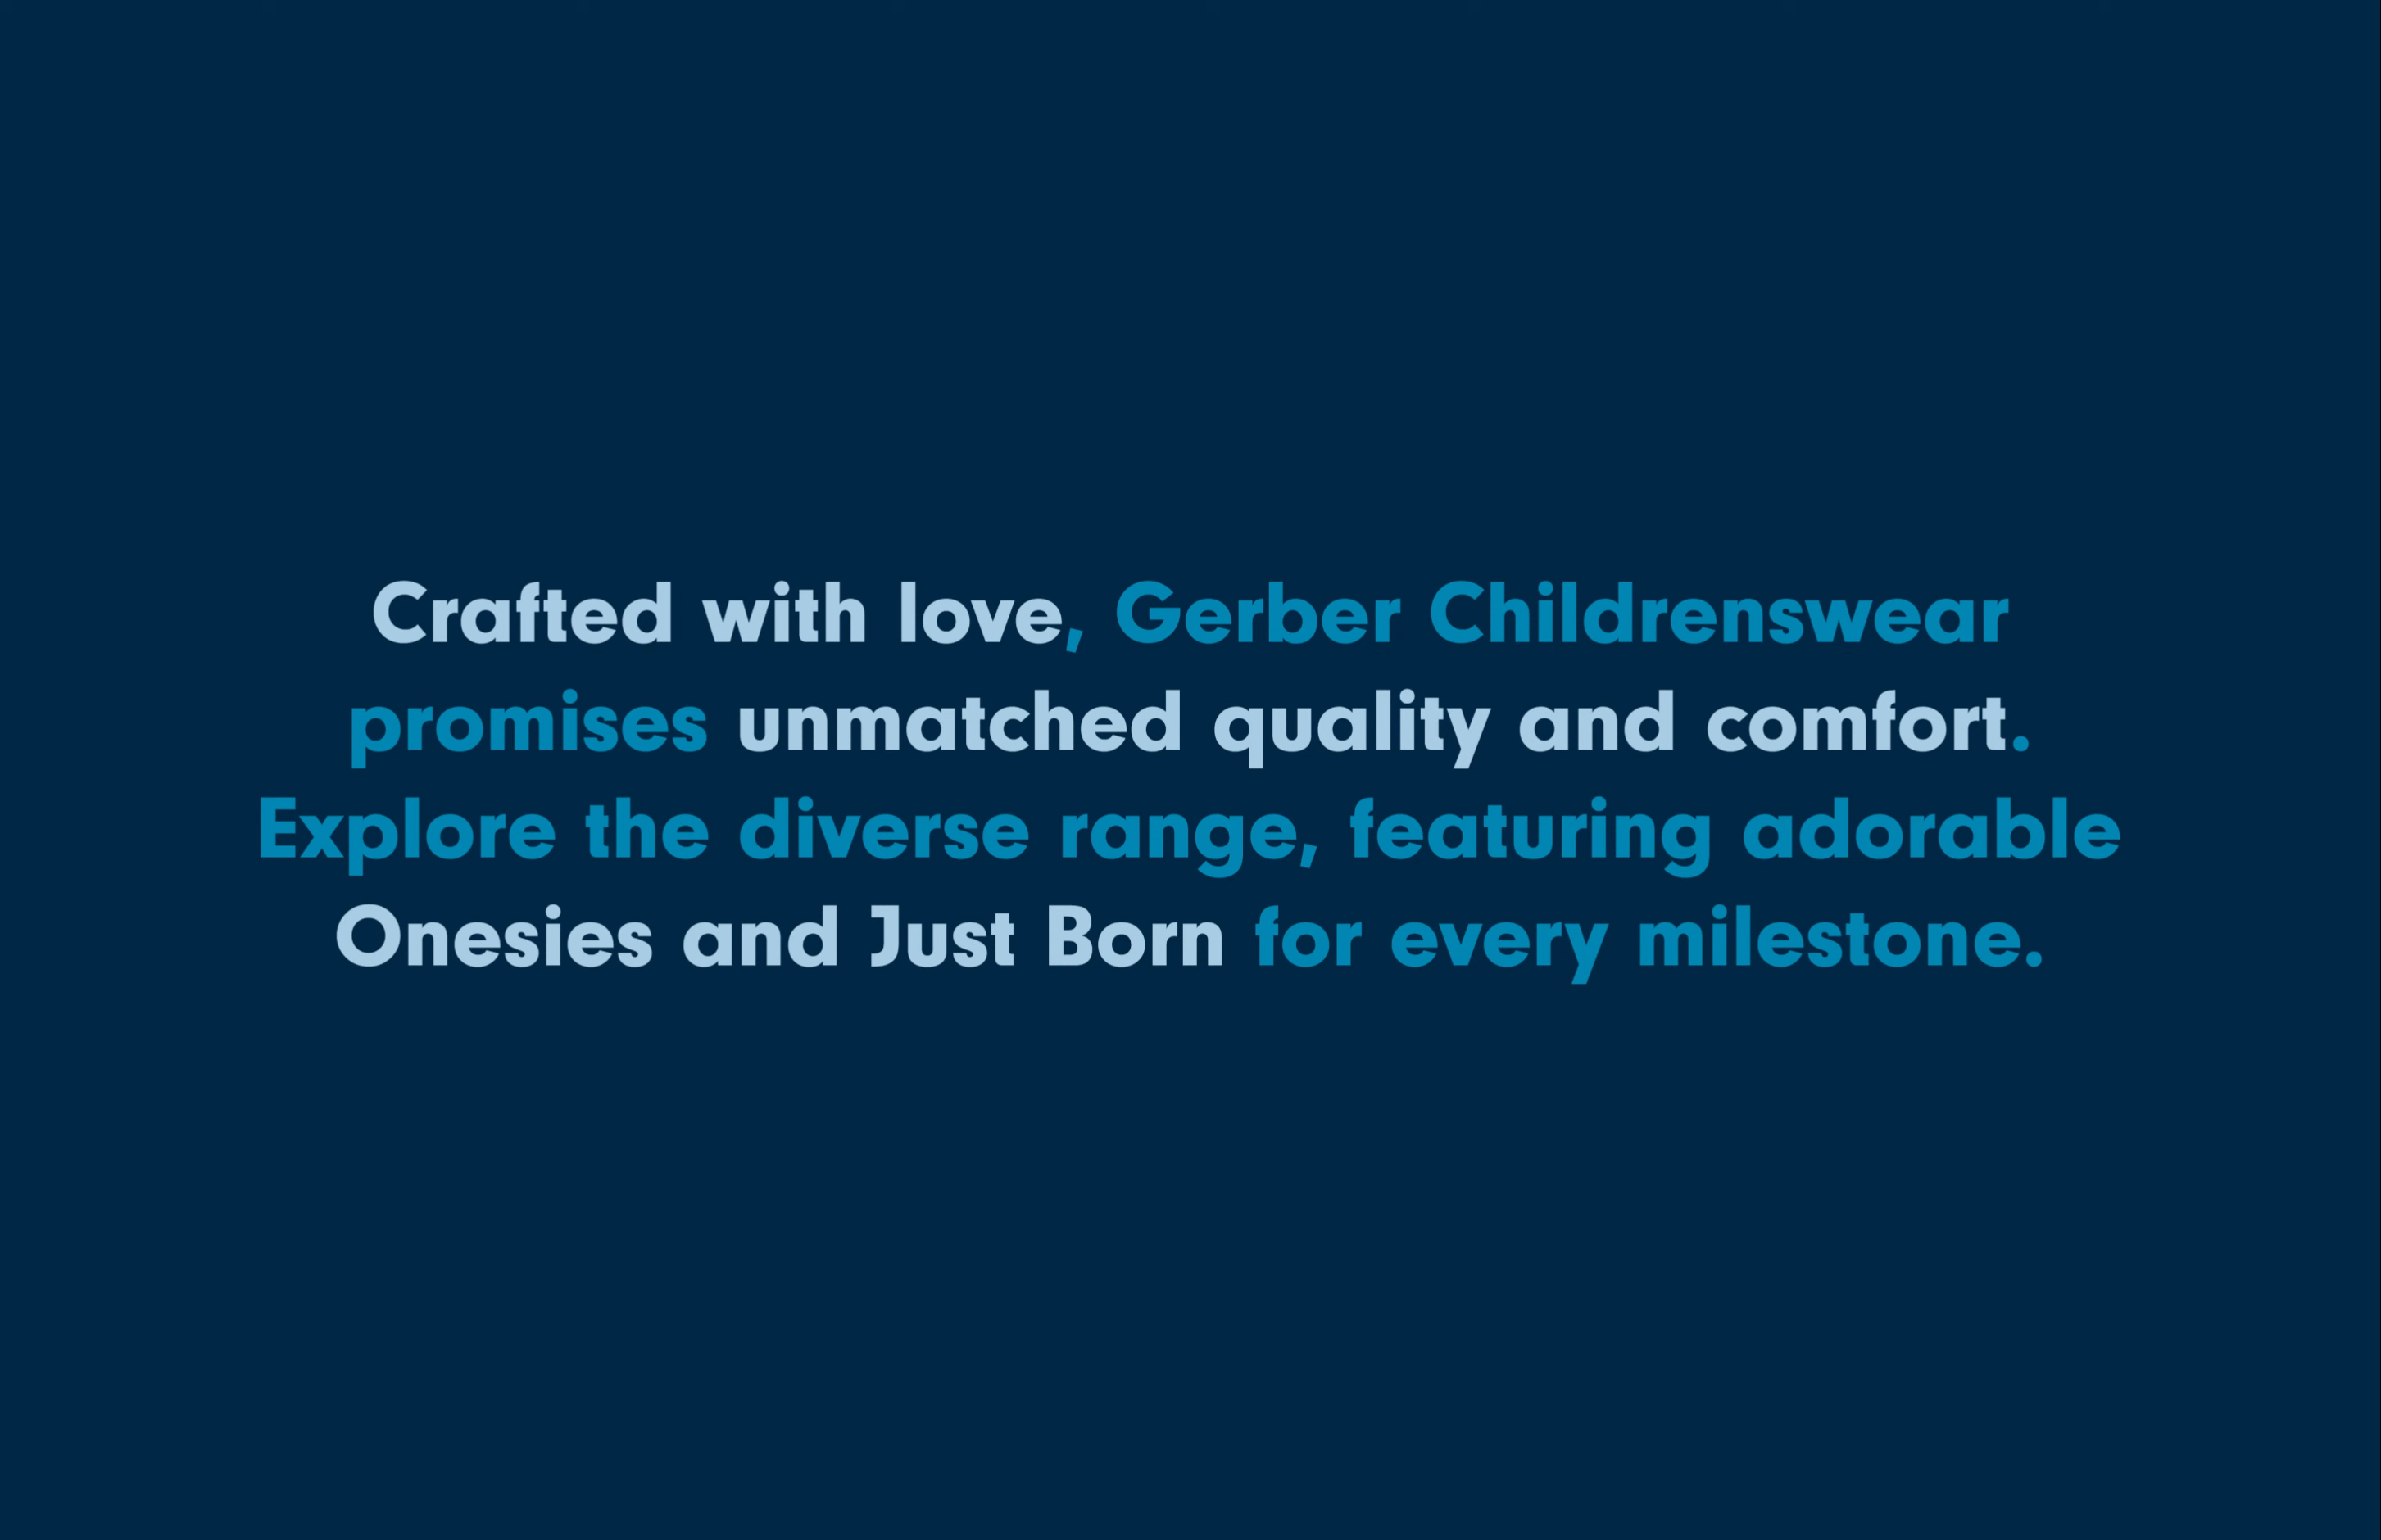 Crafted with love, Gerber Childrenswear
promises unmatched quality and comfort.
Explore the diverse range, featuring adorable
Onesies and Just Born for every milestone.